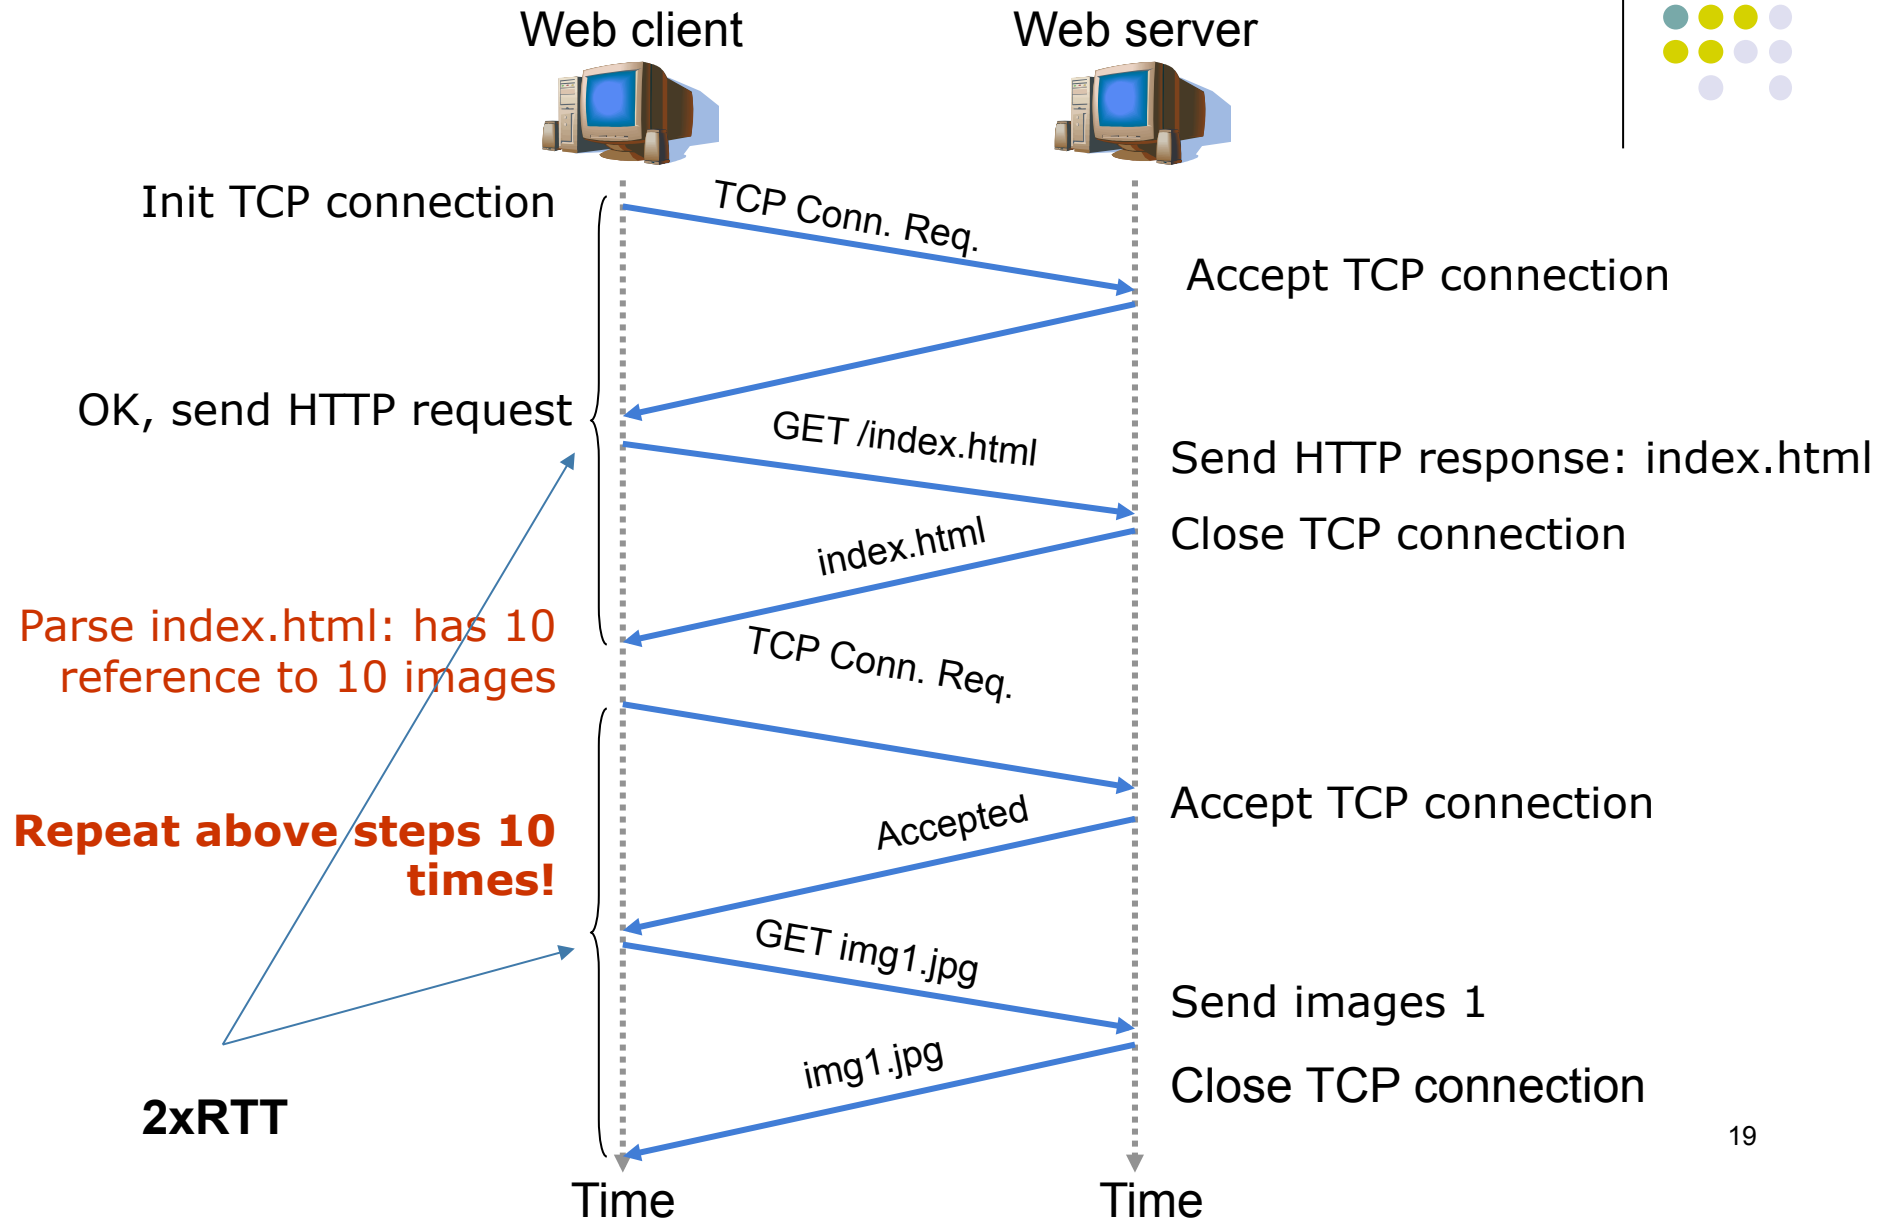 Web client
Web server
Init TCP connection
TCP Conn. Req.
Accept TCP connection
OK, send HTTP request
GET /index.html
Send HTTP response: index.html
index.html
Close TCP connection
Parse index.html: has 10
reference to 10 images
TCP Conn. Req.
Accept TCP connection
Accepted
Repeat above steps 10
times!
GET img1.jpg
Send images 1
img1.jpg
Close TCP connection
2xRTT
19
Time
Time